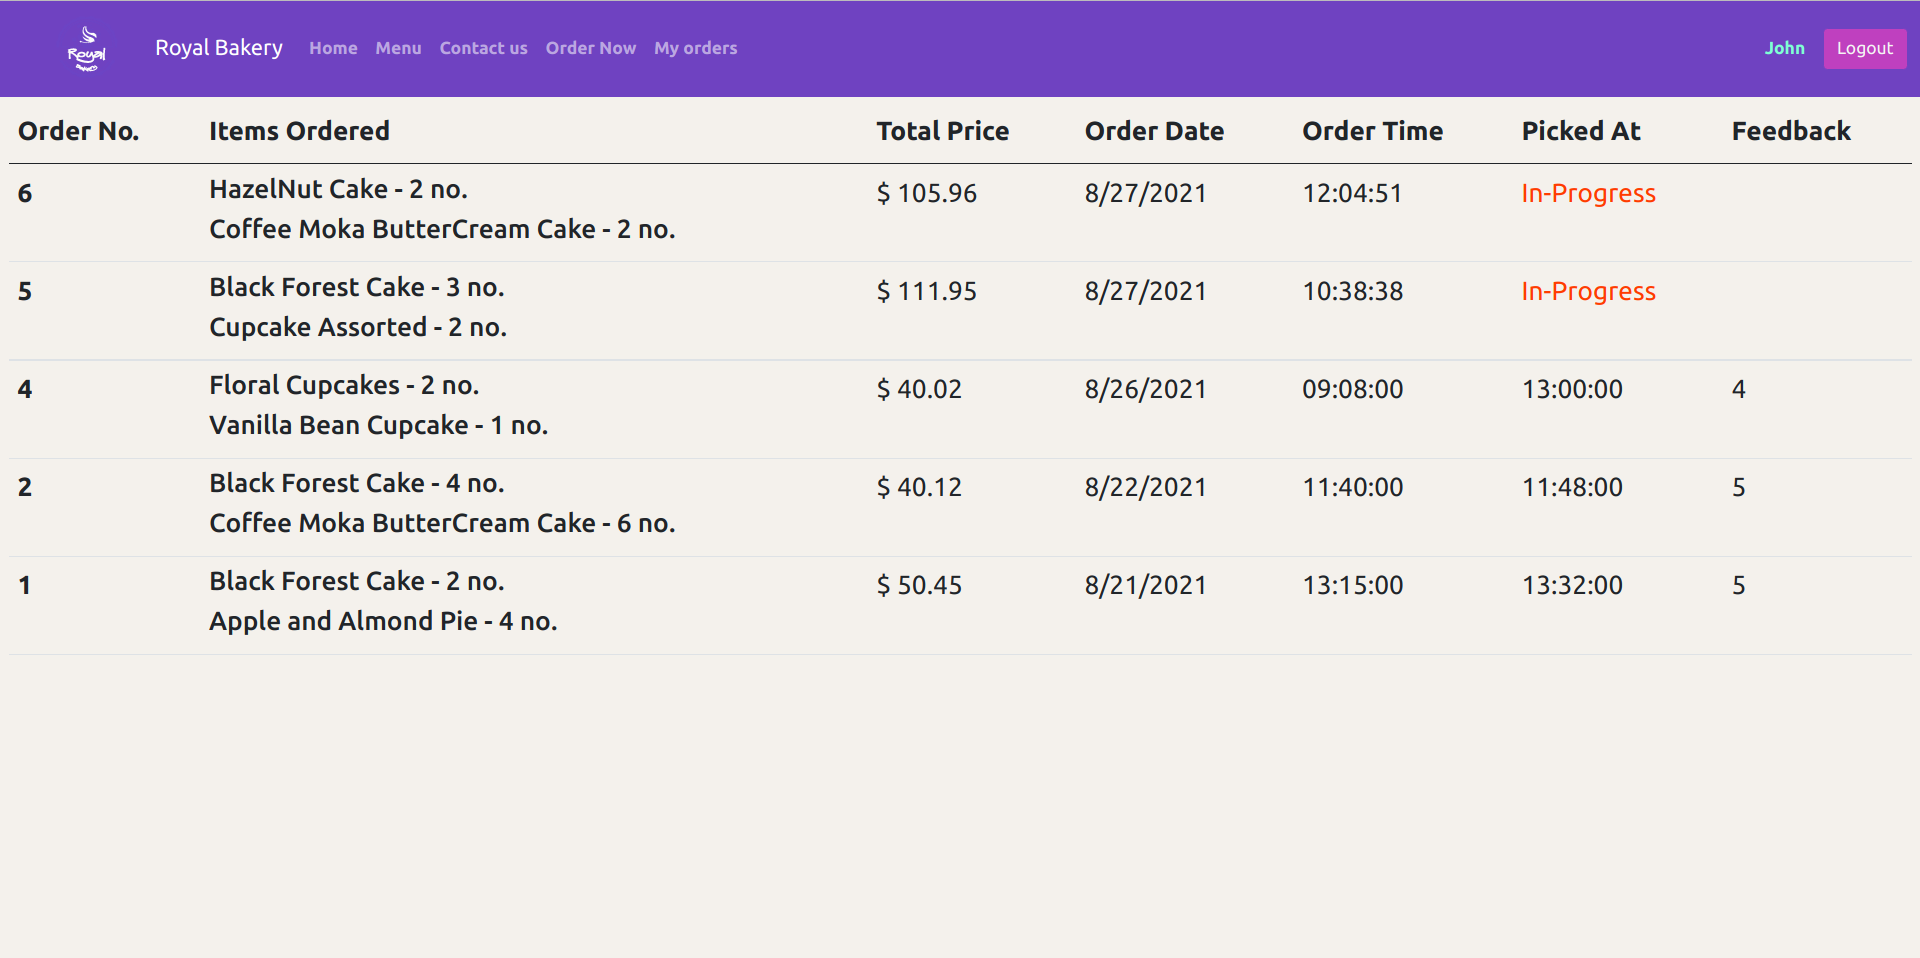 Royal
Royal Bakery Home Menu Contact us Order Now My orders John Logout
Order No. Items Ordered Total Price Order Date Order Time Picked At Feedback
6 HazelNut Cake - 2 no. $ 105.96 8/27/2021 12:04:51 In-Progress
Coffee Moka ButterCream Cake - 2 no.
5 Black Forest Cake - 3 no. $ 111.95 8/27/2021 10:38:38 In-Progress
Cupcake Assorted - 2 no.
4 Floral Cupcakes - 2 no. $ 40.02 8/26/2021 09:08:00 13:00:00 4
Vanilla Bean Cupcake - 1 no.
2 Black Forest Cake - 4 no. $ 40.12 8/22/2021 11:40:00 11:48:00 5
Coffee Moka ButterCream Cake - 6 no.
1 Black Forest Cake - 2 no. $ 50.45 8/21/2021 13:15:00 13:32:00 5
Apple and Almond Pie - 4 no.